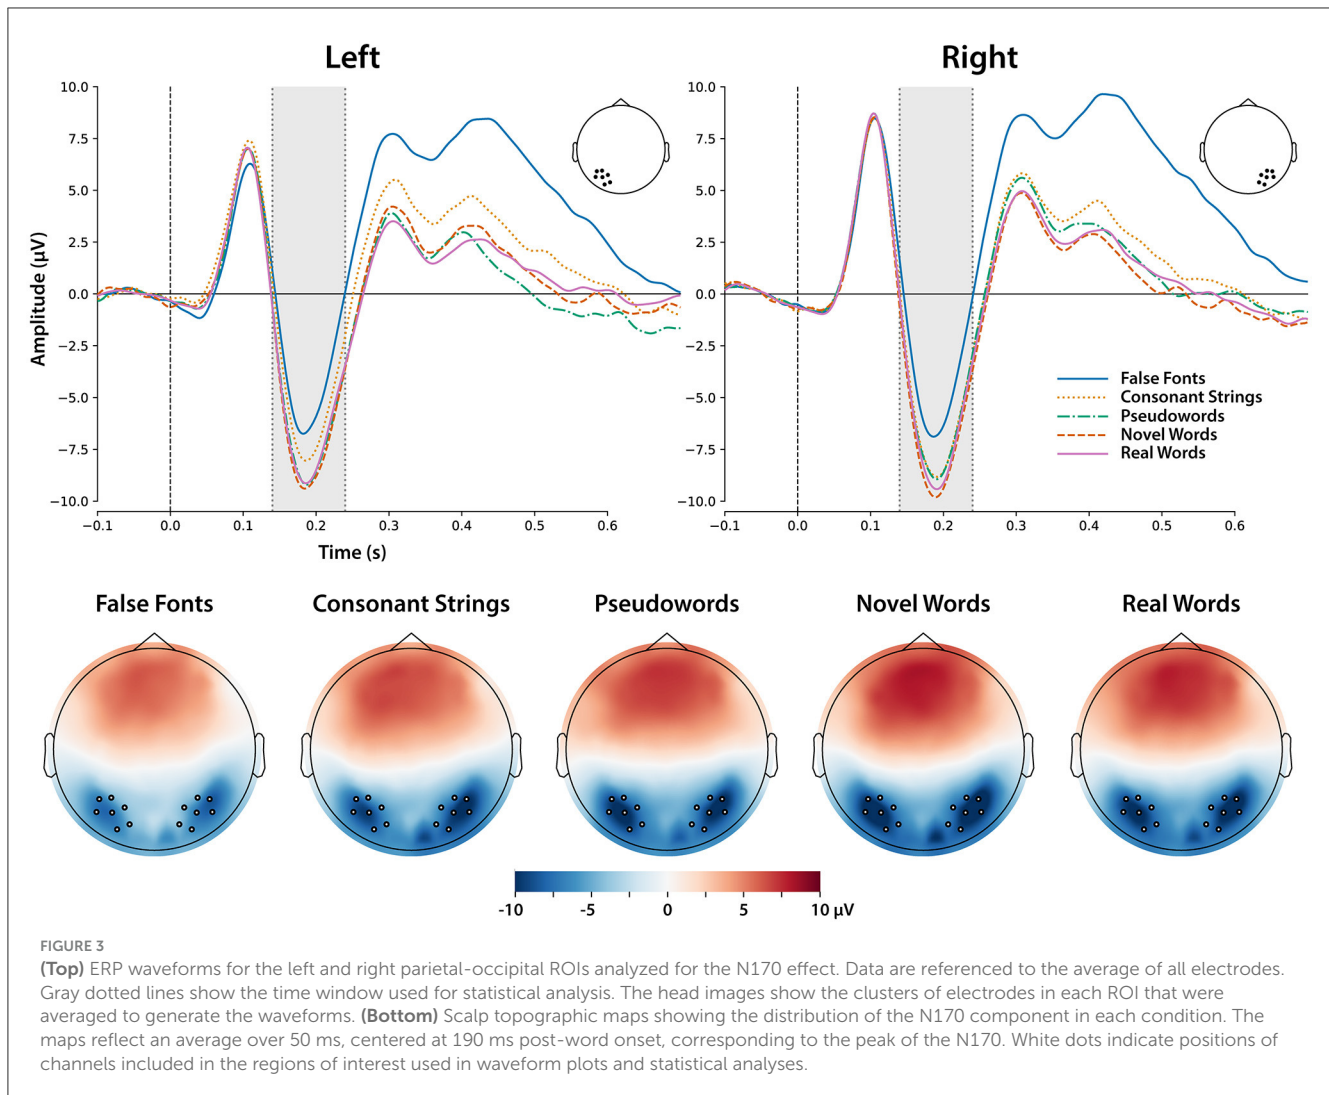 Left
Right
10.0
7.5
5.0
2.5
0.0
−2.5
−5.0
−7.5
−10.0
Amplitude (µV)
−0.1
0.0
0.1
0.2
0.3
0.4
0.5
0.6
Time (s)
10.0
7.5
5.0
2.5
0.0
−2.5
−5.0
−7.5
−10.0
−0.1
0.0
0.1
0.2
0.3
0.4
0.5
0.6
False Fonts
Consonant Strings
Pseudowords
Novel Words
Real Words
False Fonts
Consonant Strings
Pseudowords
Novel Words
Real Words
-10
-5
0
5
10 µV
FIGURE 3
(Top) ERP waveforms for the left and right parietal-occipital ROIs analyzed for the N170 effect. Data are referenced to the average of all electrodes.
Gray dotted lines show the time window used for statistical analysis. The head images show the clusters of electrodes in each ROI that were
averaged to generate the waveforms. (Bottom) Scalp topographic maps showing the distribution of the N170 component in each condition. The
maps reflect an average over 50 ms, centered at 190 ms post-word onset, corresponding to the peak of the N170. White dots indicate positions of
channels included in the regions of interest used in waveform plots and statistical analyses.